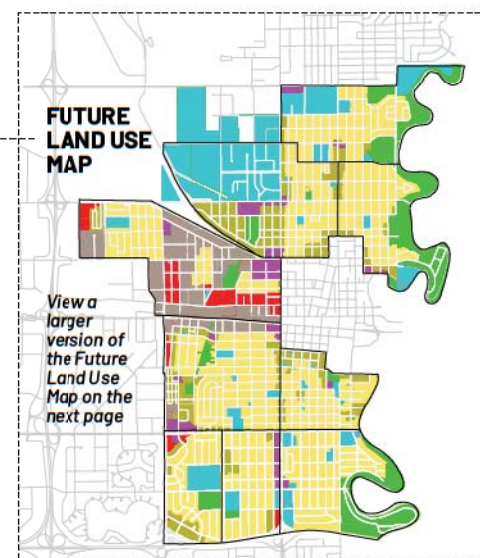 FUTURE
LAND USE
MAP
View a
larger
version of
the Future
Land Use
Map on the
next page